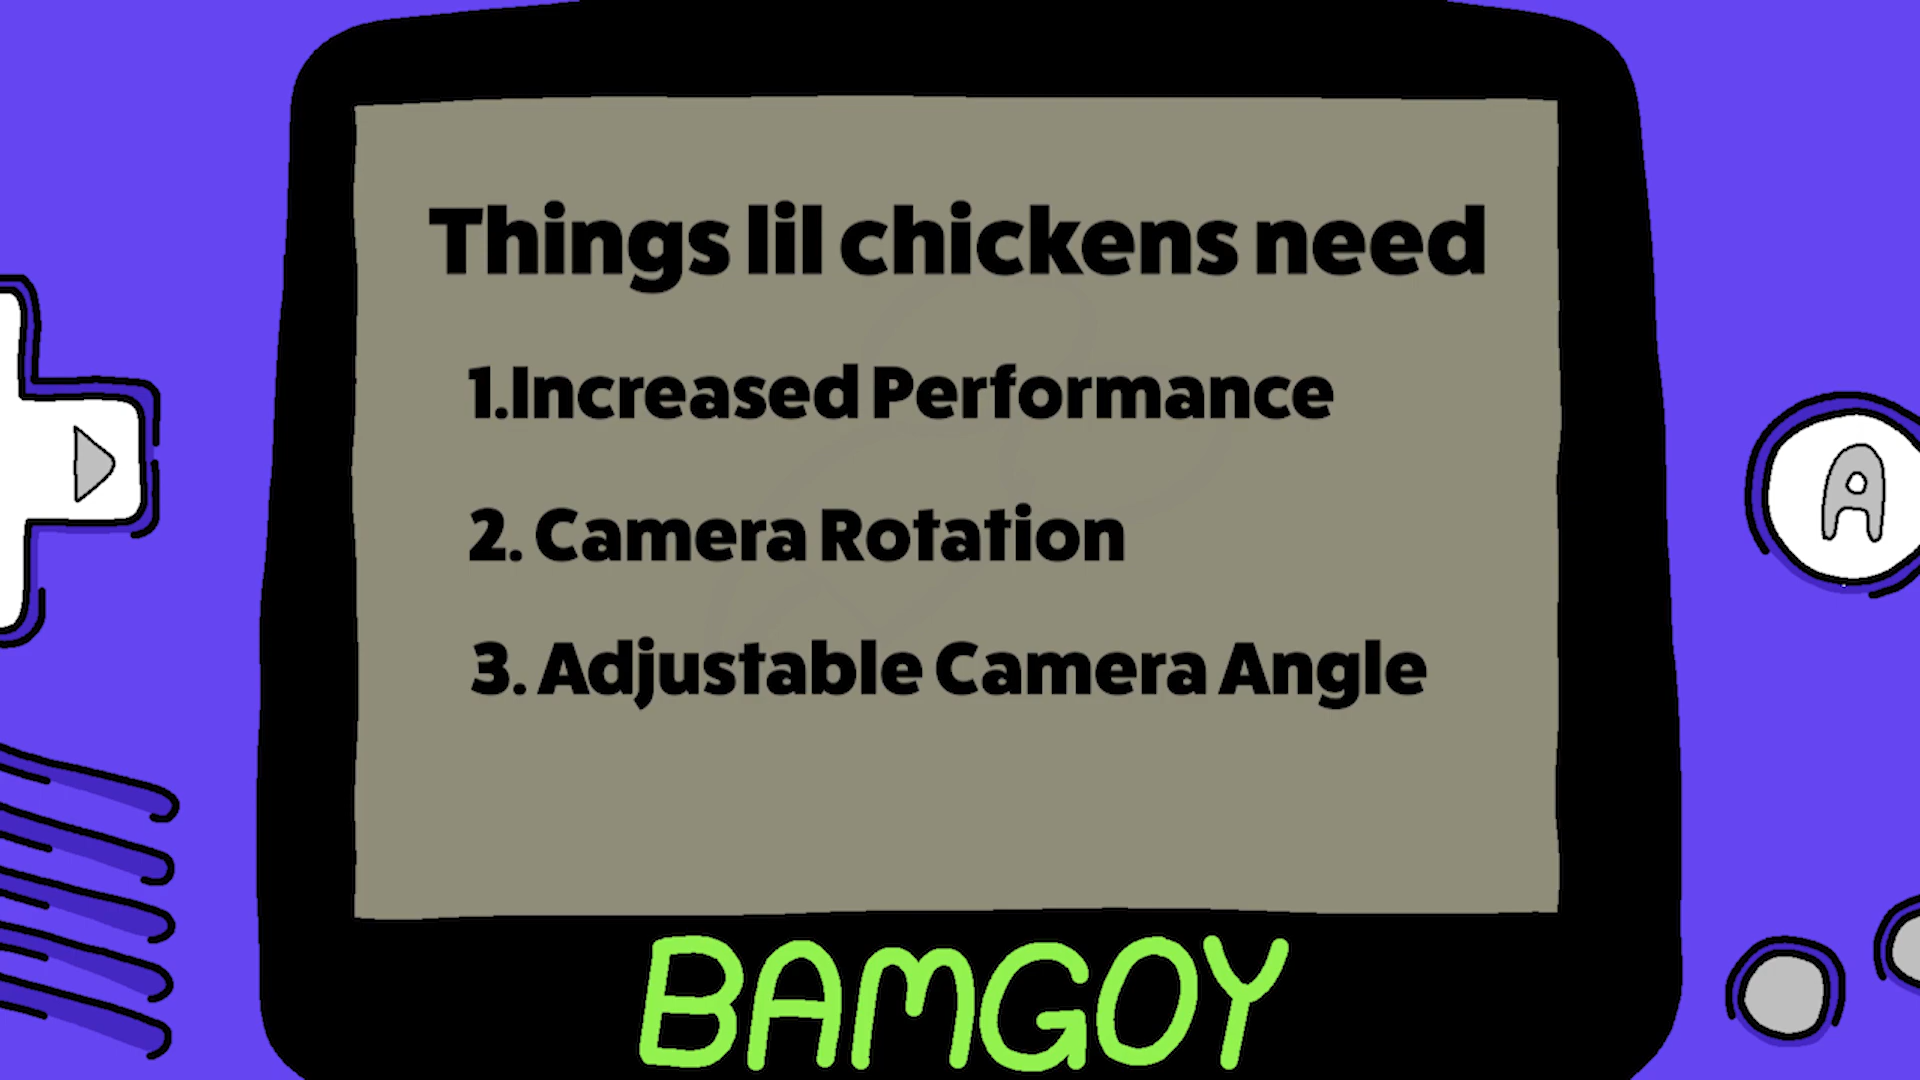 Things lil chickens need
1.Increased Performance
2. Camera Rotation
A
3. Adjustable Camera Angle
BAMGOY